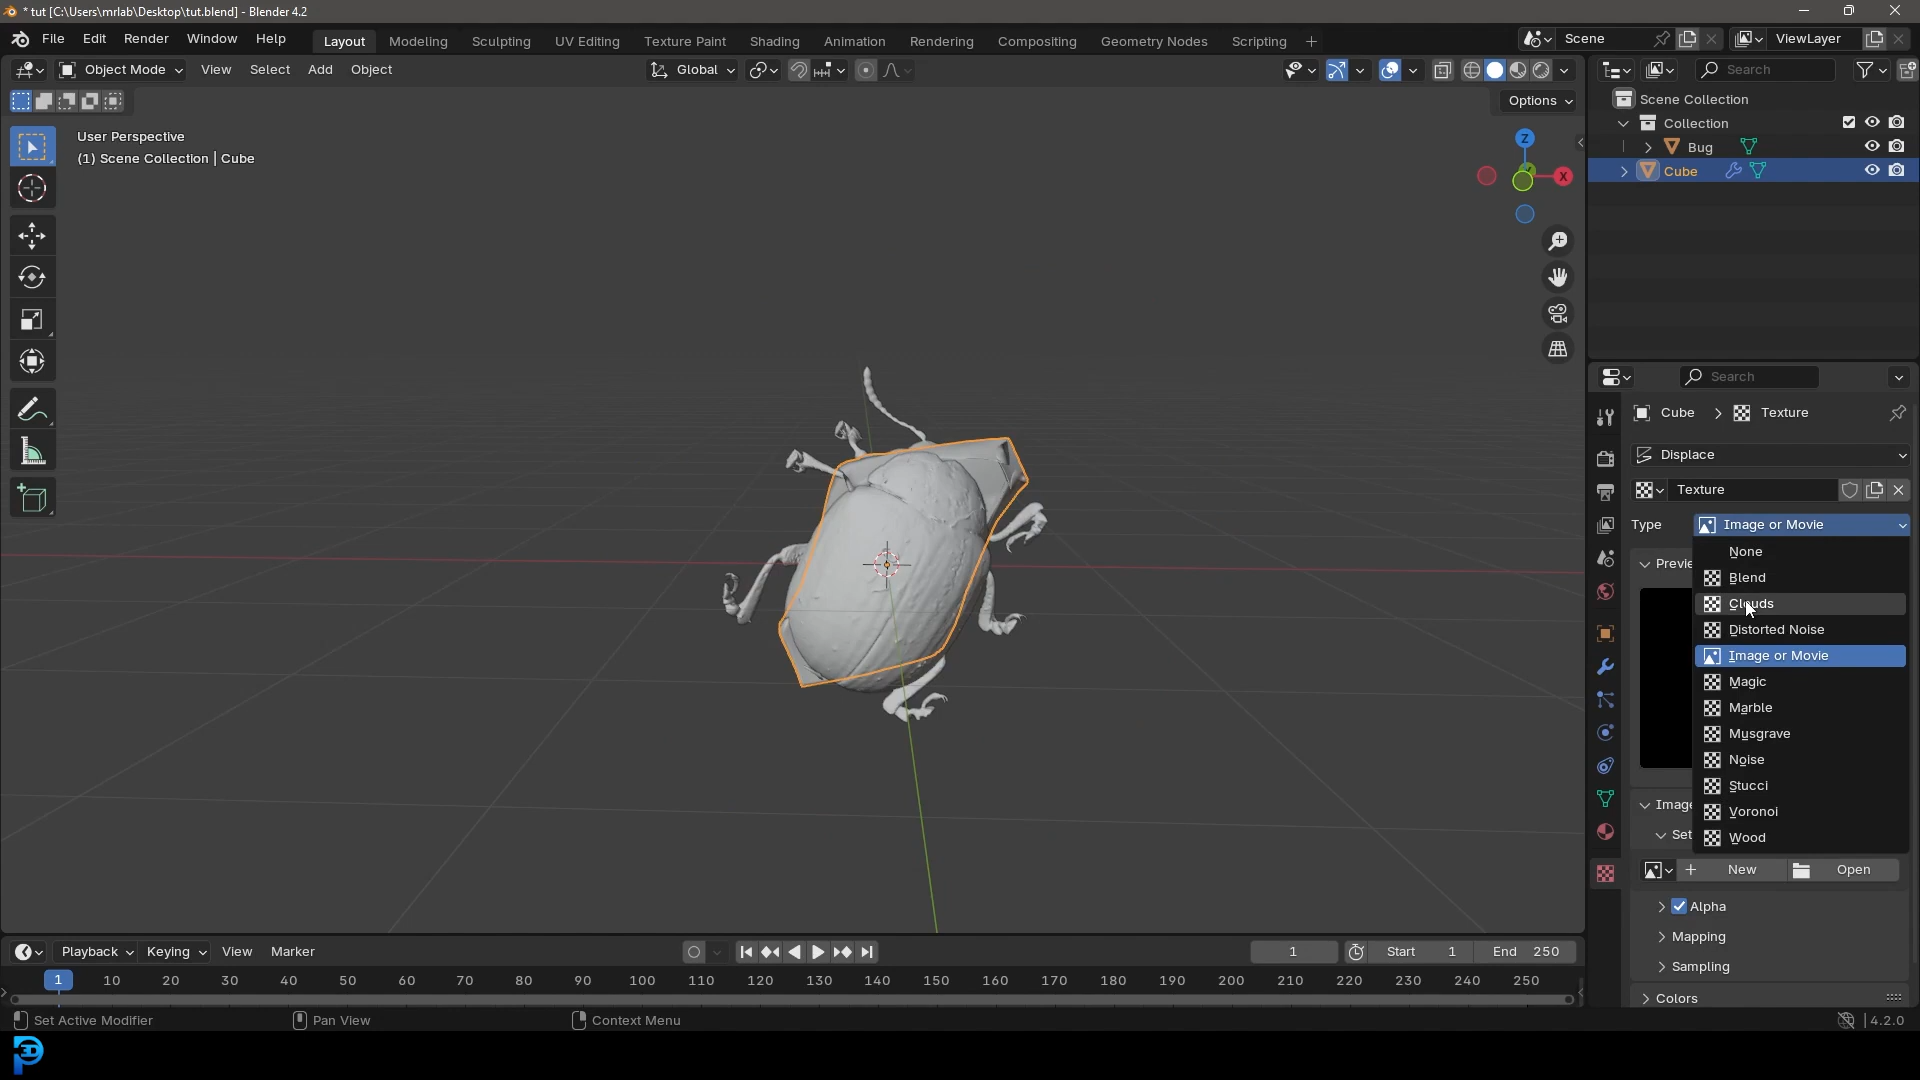 * tut [C:\Users\mrlab\Desktop\tut.blend] - Blender 4.2
File Edit Render Window Help
Layout Modeling Sculpting UV Editing Texture Paint Shading Animation Rendering Compositing Geometry Nodes Scripting +
Scene
ViewLayer
Object Mode View Select Add Object
Global
Search
Options
User Perspective
(1) Scene Collection | Cube
Z
X
Scene Collection
Collection
Bug
Cube
Search
Cube > Texture
Displace
Texture
Type Image or Movie
None
Previe
Blend
Clouds
Distorted Noise
Image or Movie
Magic
Marble
Musgrave
Noise
Stucci
Image
Voronoi
Set
Wood
New Open
Alpha
Mapping
Sampling
Colors
Playback Keying View Marker
1 Start 1 End 250
1 10 20 30 40 50 60 70 80 90 100 110 120 130 140 150 160 170 180 190 200 210 220 230 240 250
Set Active Modifier Pan View Context Menu
4.2.0
3D